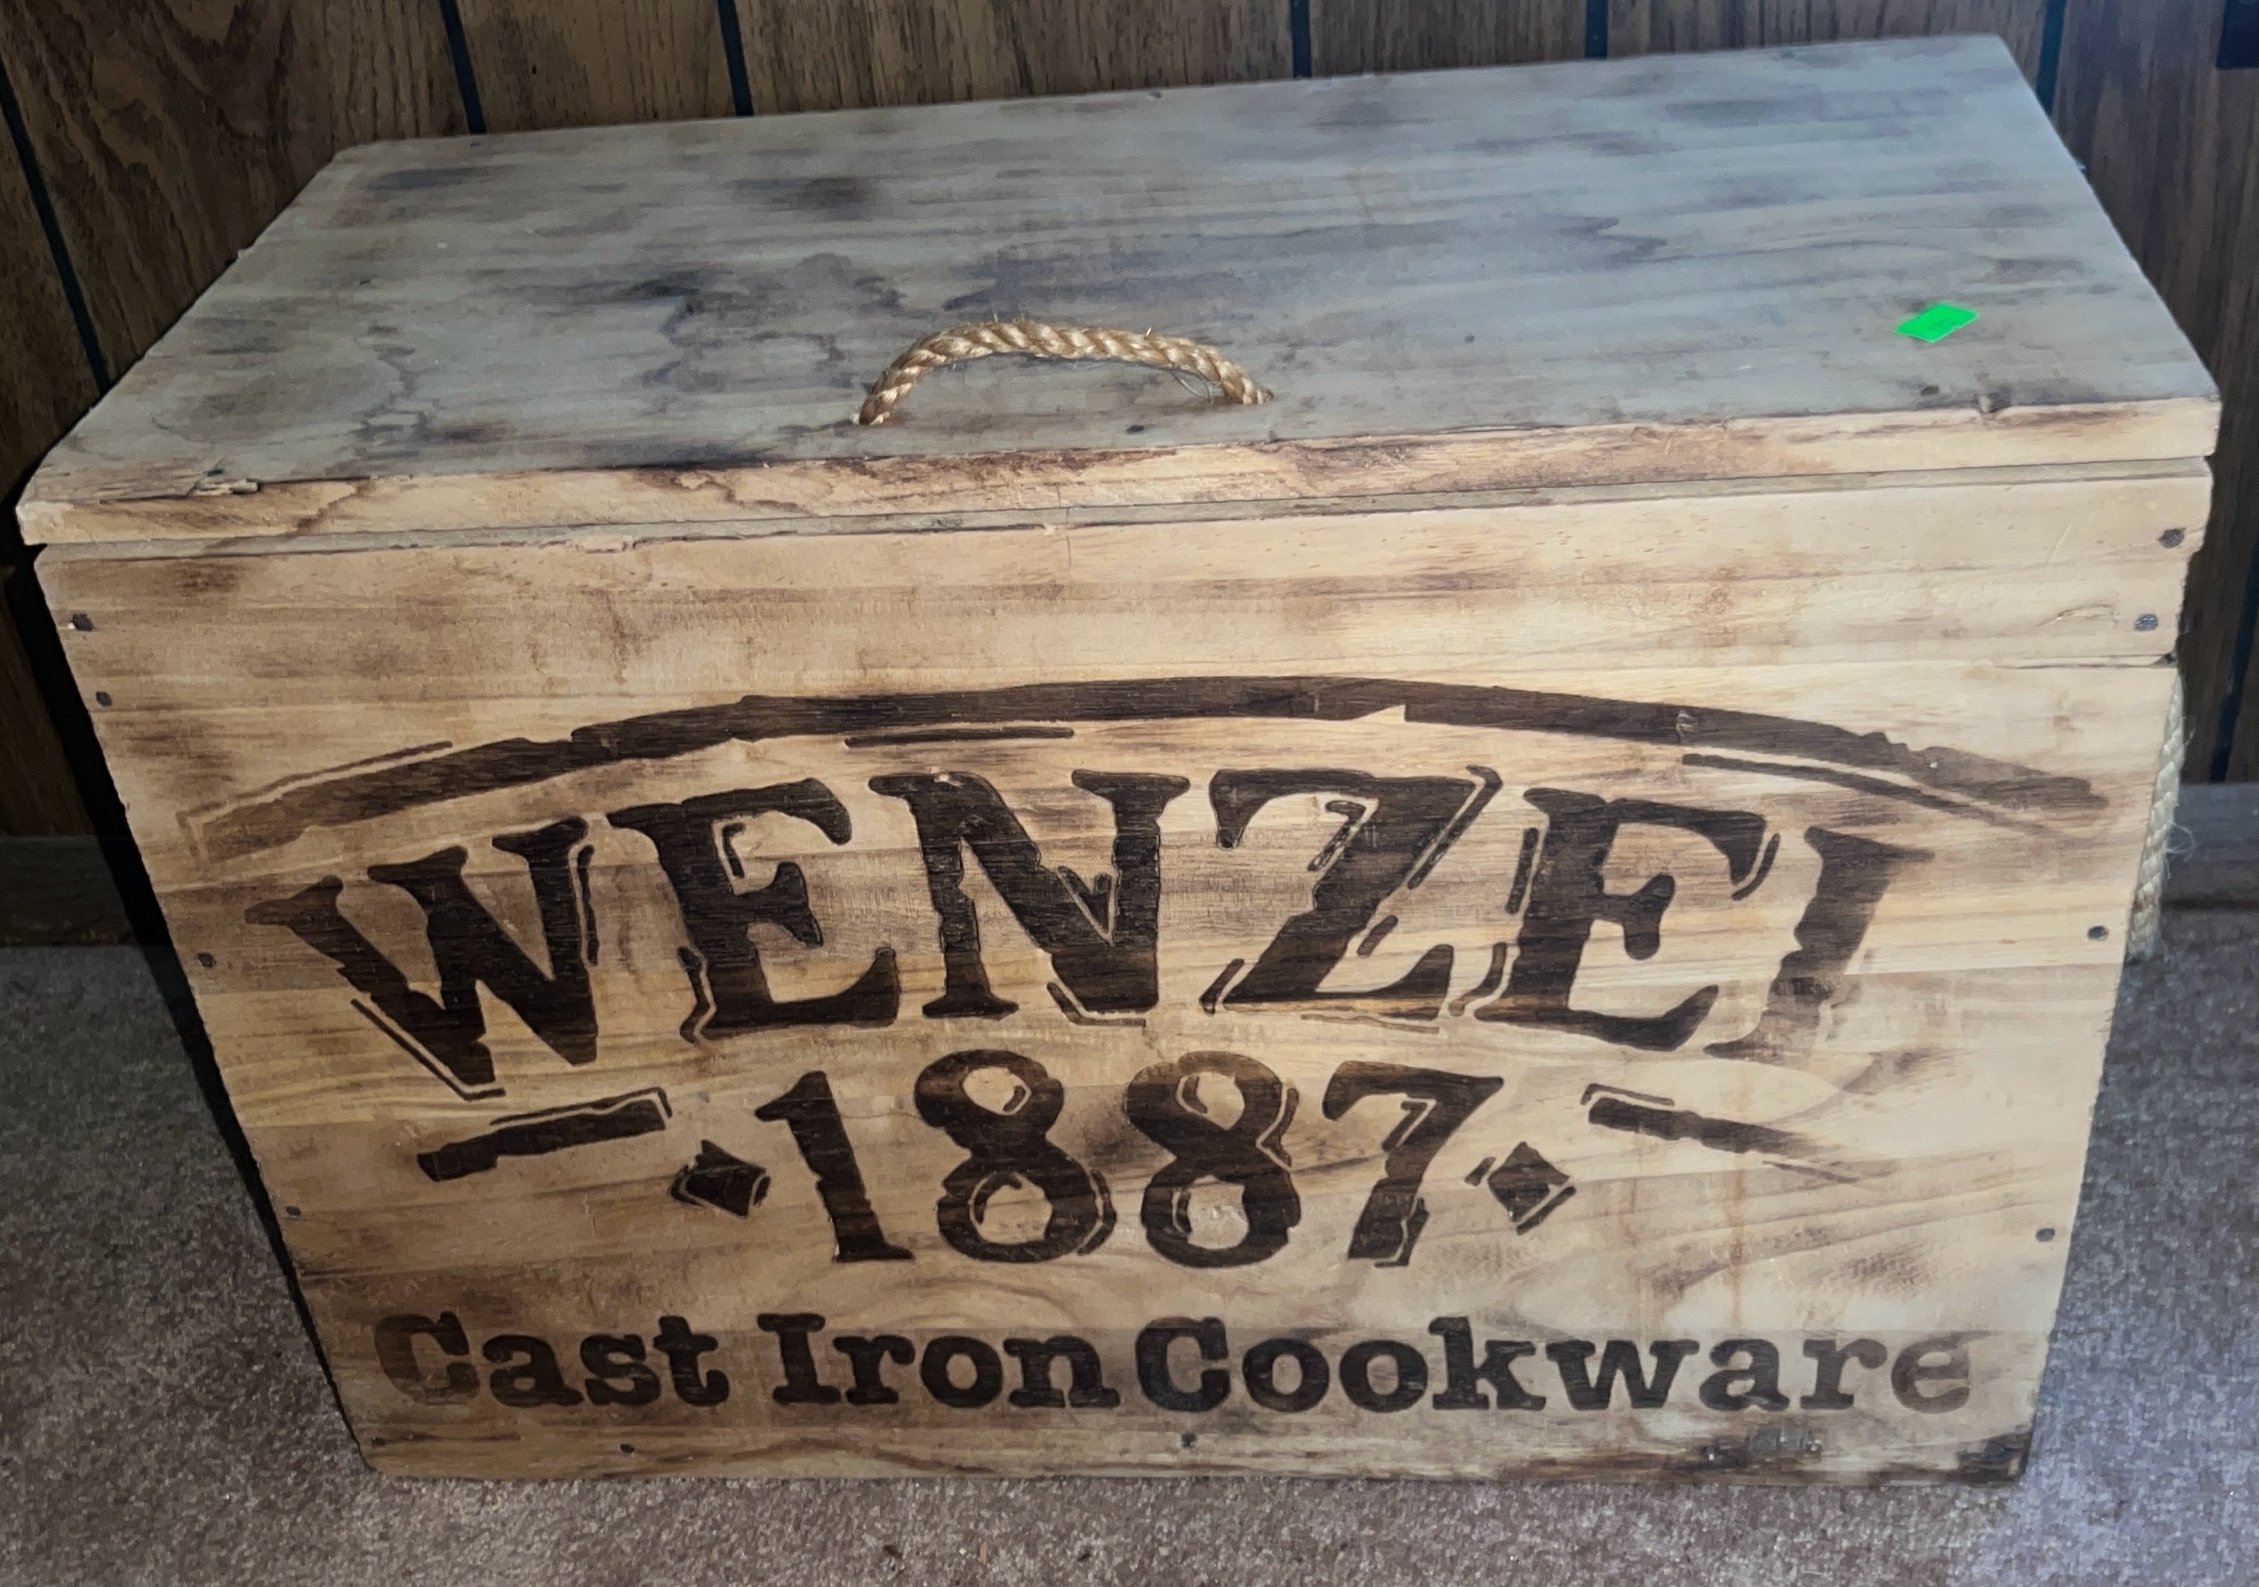 WENZEL
1887
Cast Iron Cookware